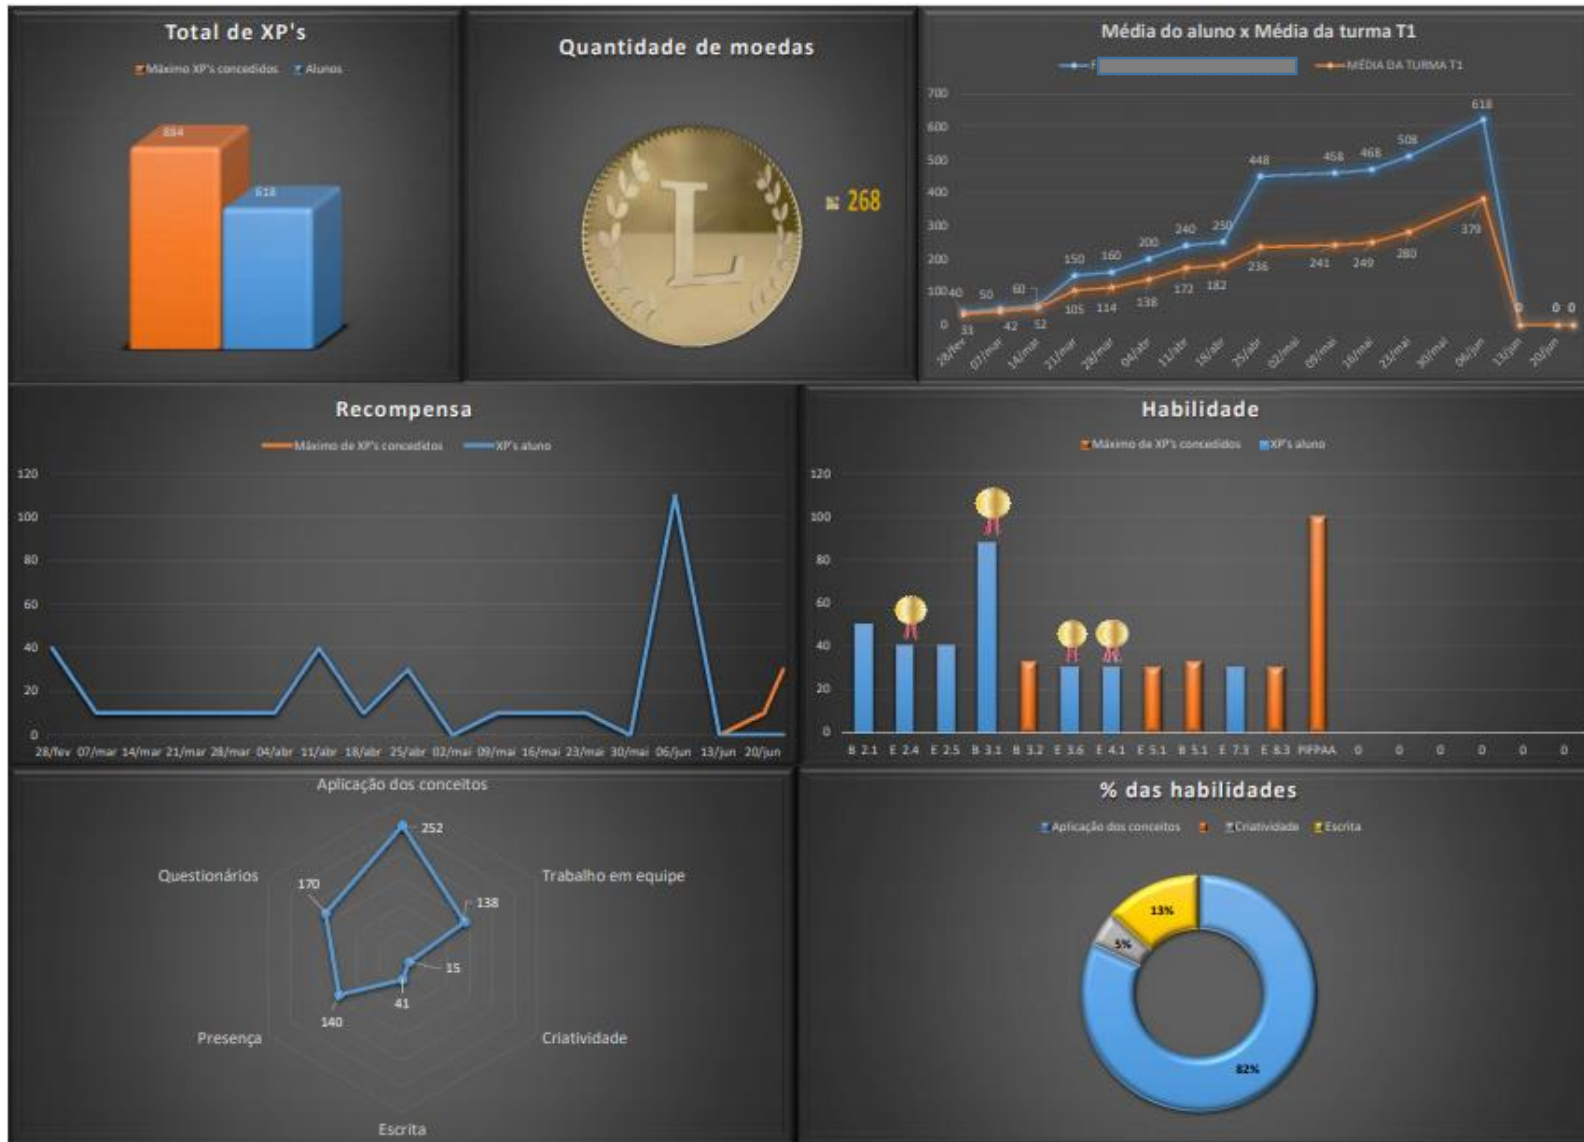 Total de XP's
Máximo XP's concedidos Alunos
884
618
Quantidade de moedas
L
268
Média do aluno x Média da turma T1
F MÉDIA DA TURMA T1
700
600
500
400
300
200
100
0
40 50 60 150 160 200 240 250 448 458 468 508 618 0 0 0
33 42 52 105 114 138 172 182 236 241 249 280 379
28/fev 07/mar 14/mar 21/mar 28/mar 04/abr 11/abr 18/abr 25/abr 02/mai 09/mai 16/mai 23/mai 30/mai 06/jun 13/jun 20/jun
Recompensa
Máximo de XP's concedidos XP's aluno
120
100
80
60
40
20
0
28/fev 07/mar 14/mar 21/mar 28/mar 04/abr 11/abr 18/abr 25/abr 02/mai 09/mai 16/mai 23/mai 30/mai 06/jun 13/jun 20/jun
Habilidade
Máximo de XP's concedidos XP's aluno
120
100
80
60
40
20
0
B 2.1 E 2.4 E 2.5 B 3.1 B 3.2 E 3.6 E 4.1 E 5.1 B 5.1 E 7.3 E 8.3 PIFPAA 0 0 0 0 0 0
Aplicação dos conceitos
252
Questionários
170
Trabalho em equipe
138
15
41
140
Presença
Criatividade
Escrita
% das habilidades
Aplicação dos conceitos Criatividade Escrita
13%
5%
82%